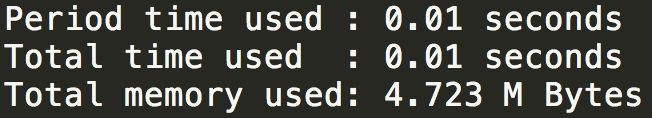 Period time used : 0.01 seconds
Total time used  : 0.01 seconds
Total memory used: 4.723 M Bytes